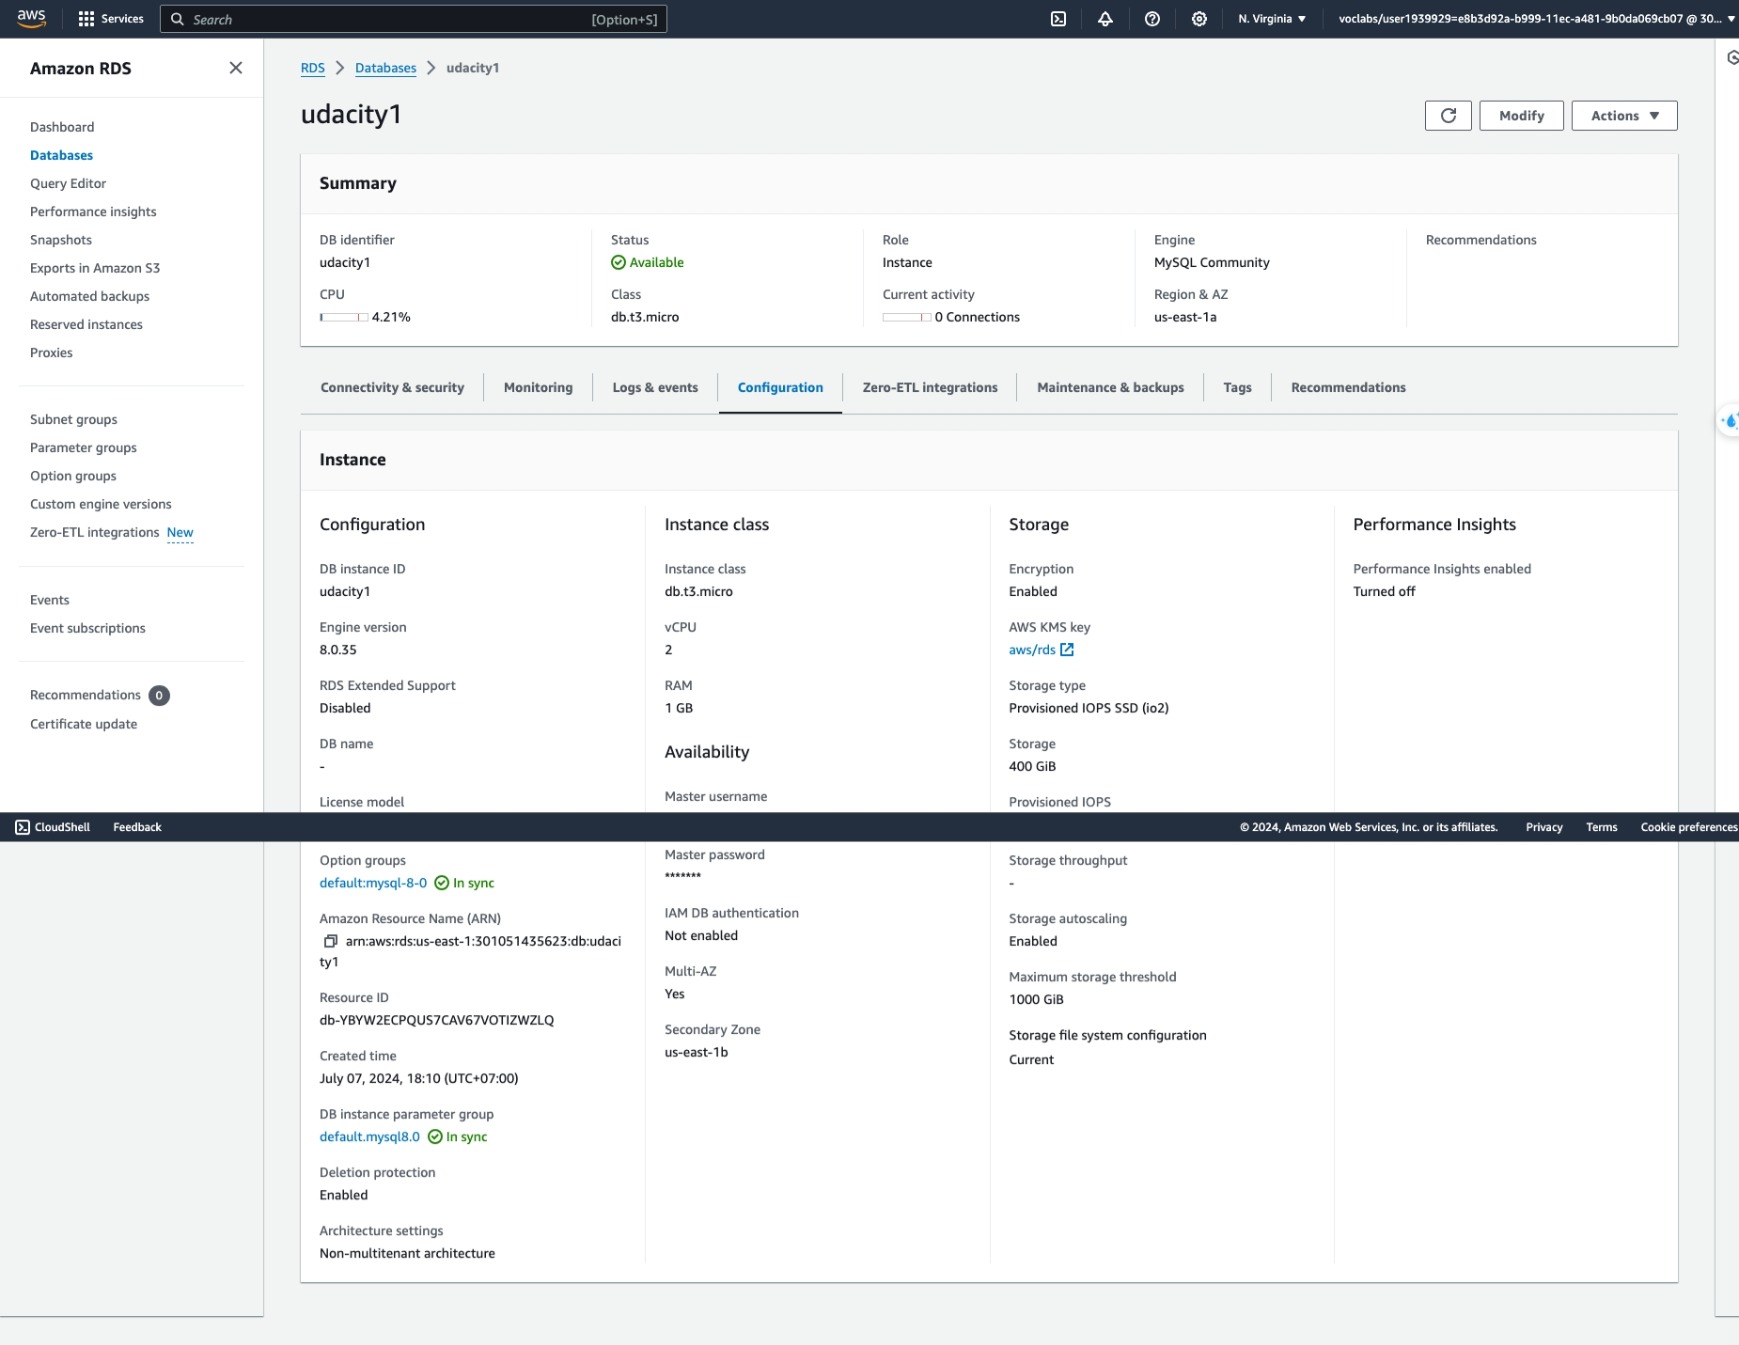 aws
Services
Search
[Option+S]
N. Virginia
voclabs/user1939929=e8b3d92a-b999-11ec-a481-9b0da069cb07 @ 30...
Amazon RDS
Dashboard
Databases
Query Editor
Performance insights
Snapshots
Exports in Amazon S3
Automated backups
Reserved instances
Proxies
Subnet groups
Parameter groups
Option groups
Custom engine versions
Zero-ETL integrations New
Events
Event subscriptions
Recommendations 0
Certificate update
RDS > Databases > udacity1
udacity1
Modify
Actions
Summary
DB identifier
udacity1
CPU
4.21%
Status
Available
Class
db.t3.micro
Role
Instance
Current activity
0 Connections
Engine
MySQL Community
Region & AZ
us-east-1a
Recommendations
Connectivity & security
Monitoring
Logs & events
Configuration
Zero-ETL integrations
Maintenance & backups
Tags
Recommendations
Instance
Configuration
DB instance ID
udacity1
Engine version
8.0.35
RDS Extended Support
Disabled
DB name
-
License model
Option groups
default:mysql-8-0 In sync
Amazon Resource Name (ARN)
arn:aws:rds:us-east-1:301051435623:db:udaci
ty1
Resource ID
db-YBYW2ECPQUS7CAV67VOTIZWZLQ
Created time
July 07, 2024, 18:10 (UTC+07:00)
DB instance parameter group
default.mysql8.0 In sync
Deletion protection
Enabled
Architecture settings
Non-multitenant architecture
Instance class
Instance class
db.t3.micro
vCPU
2
RAM
1 GB
Availability
Master username
Master password
*******
IAM DB authentication
Not enabled
Multi-AZ
Yes
Secondary Zone
us-east-1b
Storage
Encryption
Enabled
AWS KMS key
aws/rds
Storage type
Provisioned IOPS SSD (io2)
Storage
400 GiB
Provisioned IOPS
Storage throughput
-
Storage autoscaling
Enabled
Maximum storage threshold
1000 GiB
Storage file system configuration
Current
Performance Insights
Performance Insights enabled
Turned off
CloudShell
Feedback
© 2024, Amazon Web Services, Inc. or its affiliates.
Privacy
Terms
Cookie preferences